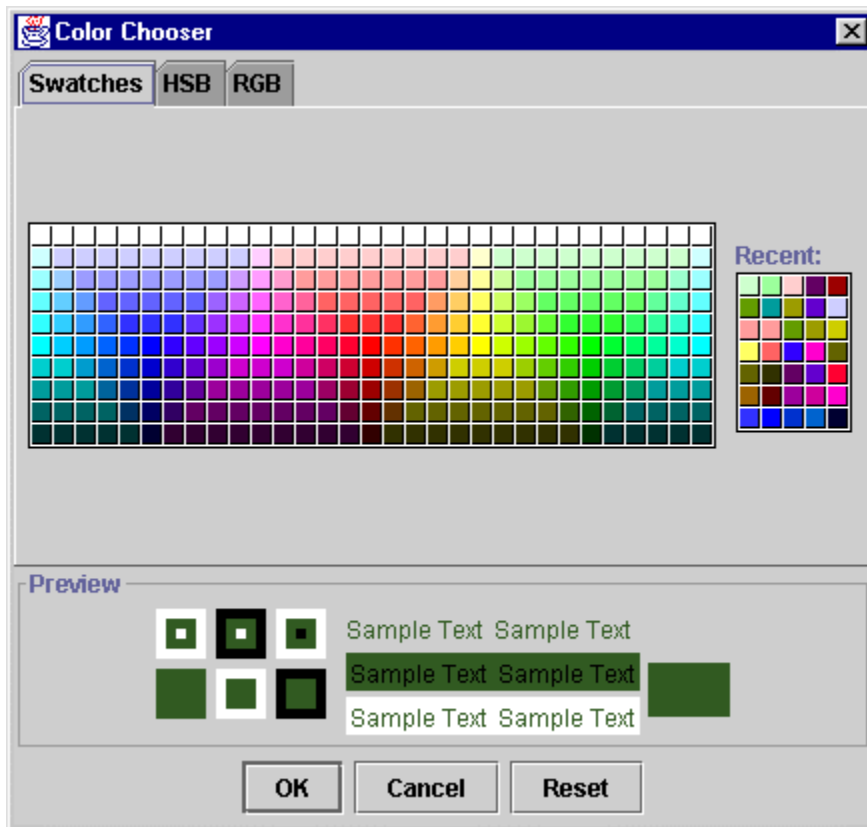 Color Chooser
Swatches HSB RGB
Recent:
Preview
Sample Text Sample Text
Sample Text Sample Text
Sample Text Sample Text
OK Cancel Reset